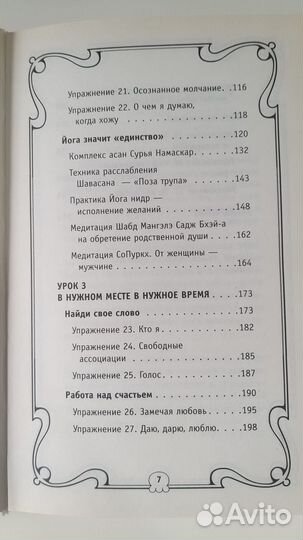 Упражнение 21. Осознанное молчание. .116
Упражнение 22. О чем я думаю,
когда хожу . . . . . . . . . . . . . . . . 118
Йога значит «единство» . . . . . . . . . 120
Комплекс асан Сурья Намаскар. . . . . 132
Техника расслабления
Шавасана — «Поза трупа» . . . . . . . 143
Практика Йога нидр —
исполнение желаний . . . . . . . . . . 148
Медитация Шабд Мангэлэ Садж Бхэй-а
на обретение родственной души . . . . 162
Медитация СоПуркх. От женщины —
мужчине . . . . . . . . . . . . . . . . . 164
УРОК 3
В НУЖНОМ МЕСТЕ В НУЖНОЕ ВРЕМЯ . . . .173
Найди свое слово . . . . . . . . . . . . .173
Упражнение 23. Кто я . . . . . . . . . . 182
Упражнение 24. Свободные
ассоциации . . . . . . . . . . . . . . . 185
Упражнение 25. Голос. . . . . . . . . . .187
Работа над счастьем . . . . . . . . . . . 190
Упражнение 26. Замечая любовь. . . . .195
Упражнение 27. Даю, дарю, люблю. . . .198
7
Avito